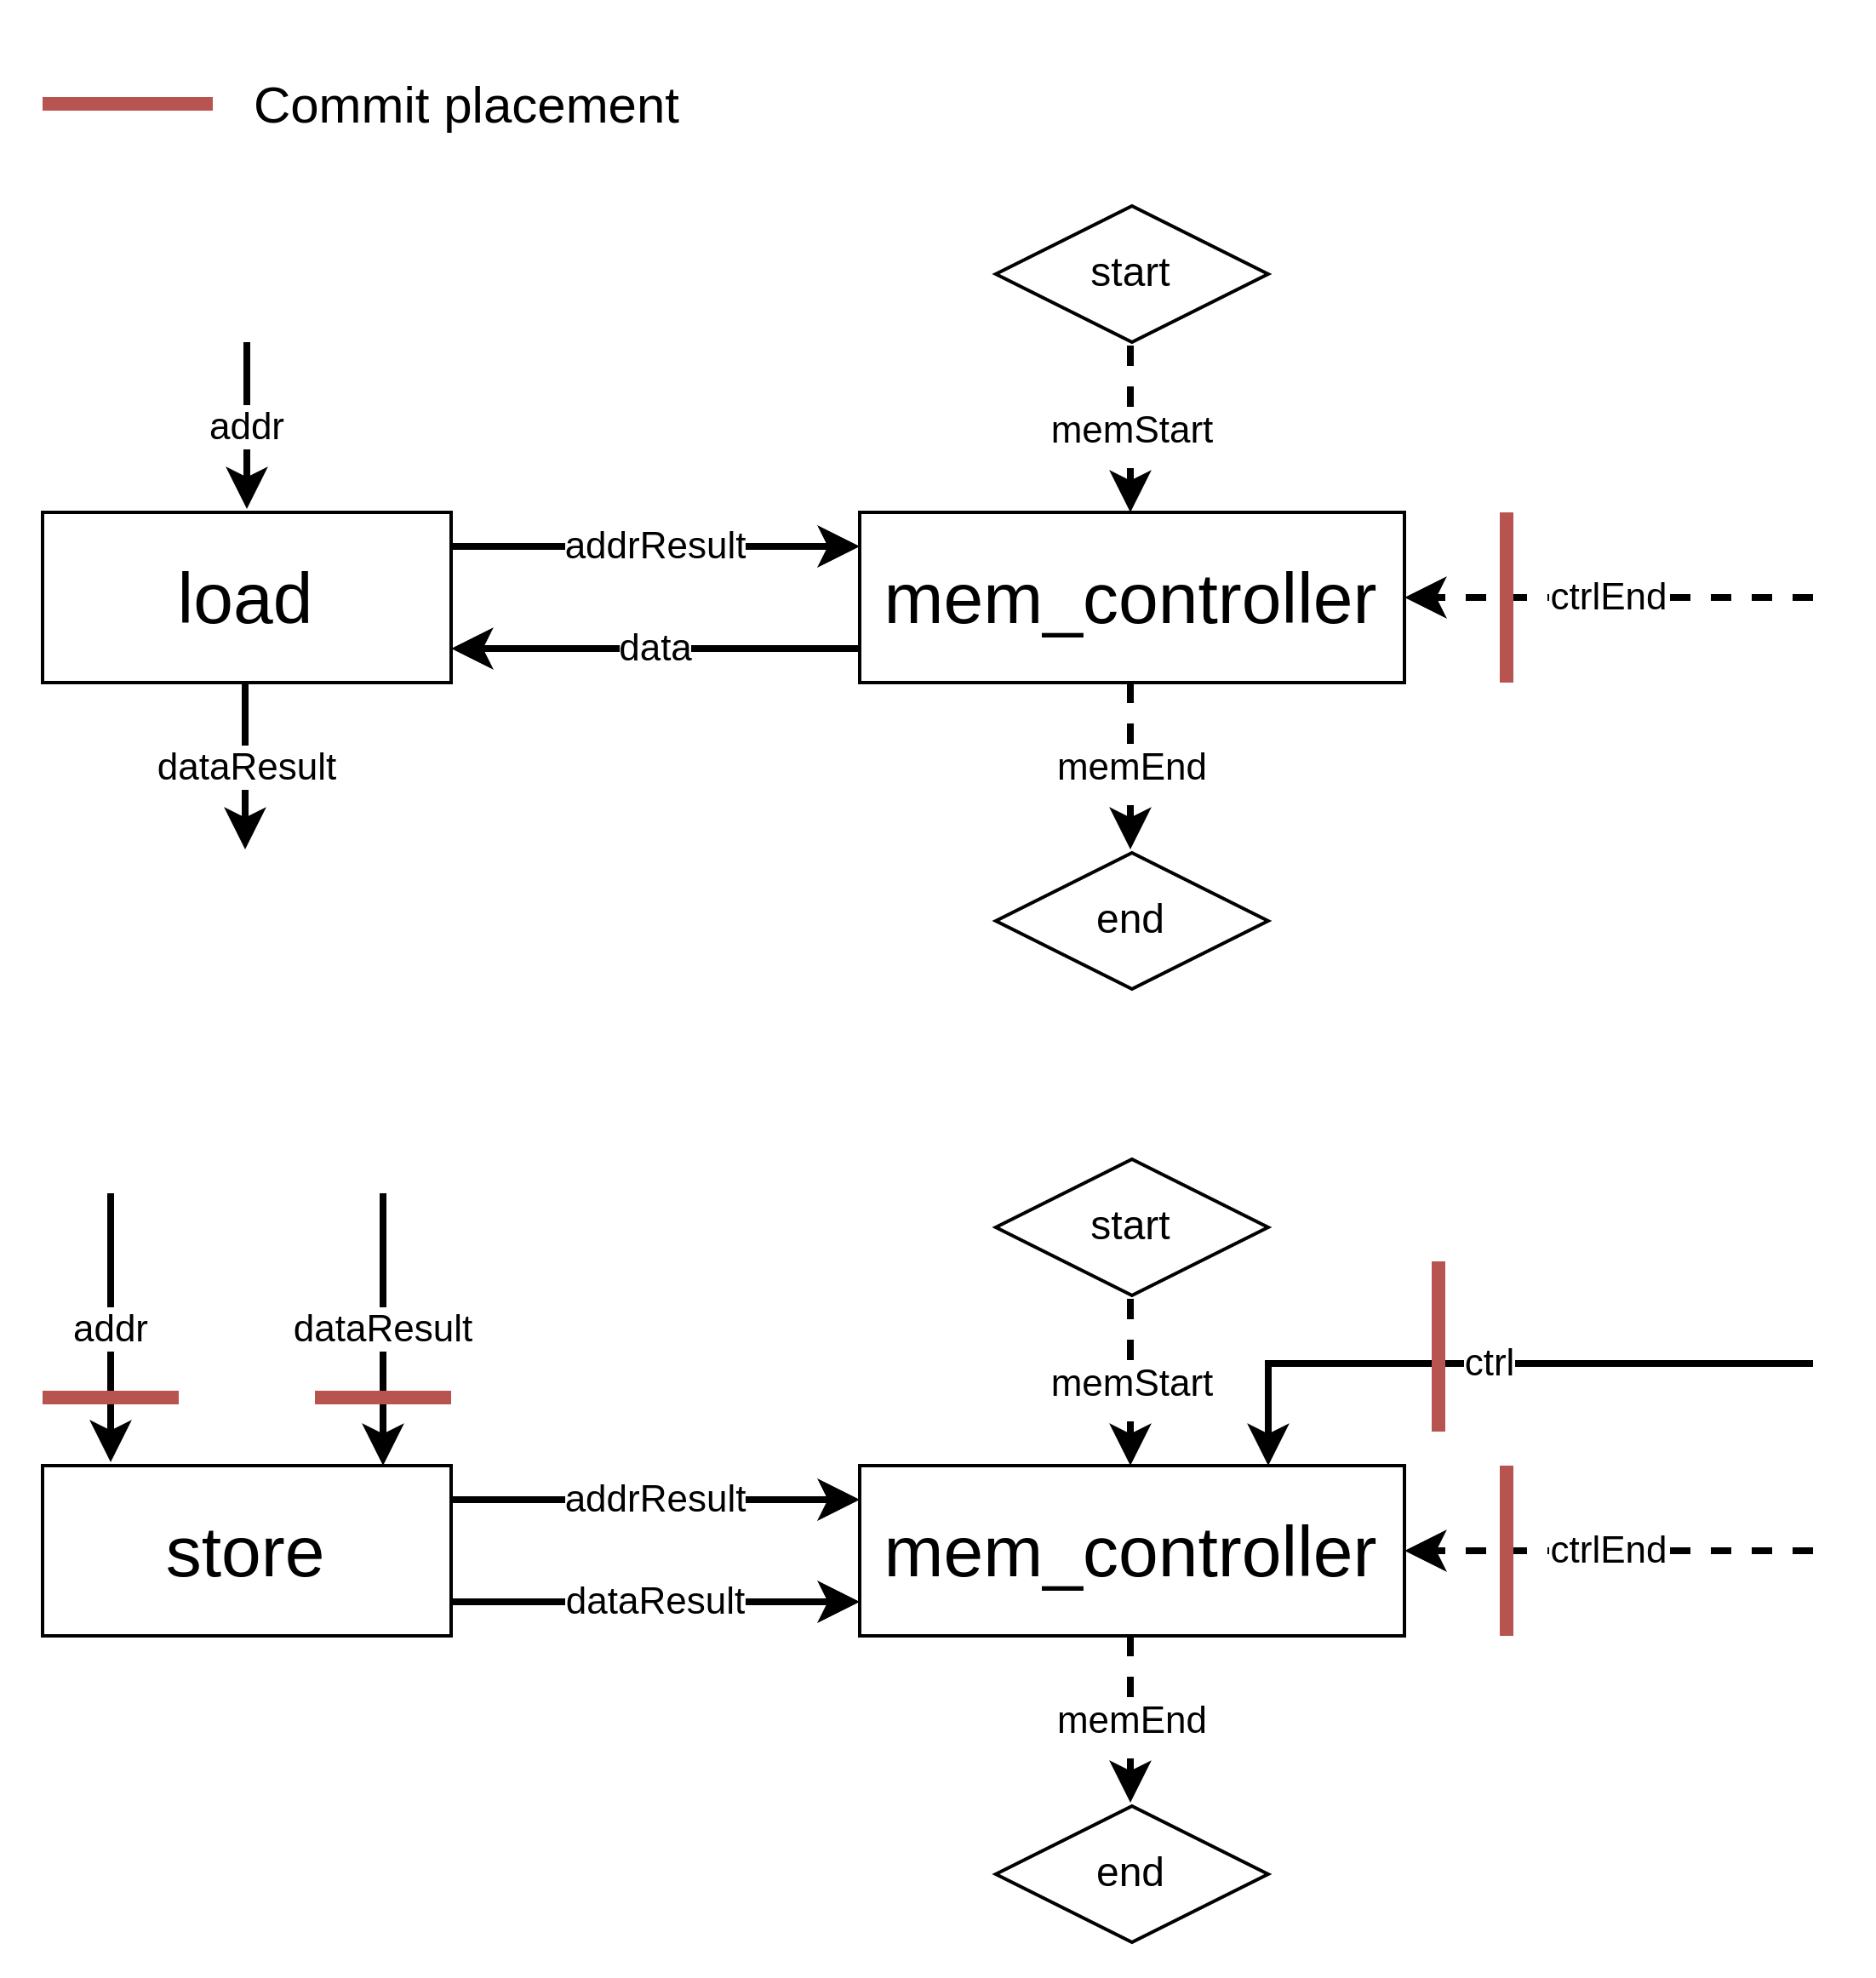 Commit placement
start
addr
memStart
addrResult
load
mem_controller
ctrlEnd
data
dataResult
memEnd
end
start
addr
dataResult
ctrl
memStart
addrResult
store
mem_controller
ctrlEnd
dataResult
memEnd
end